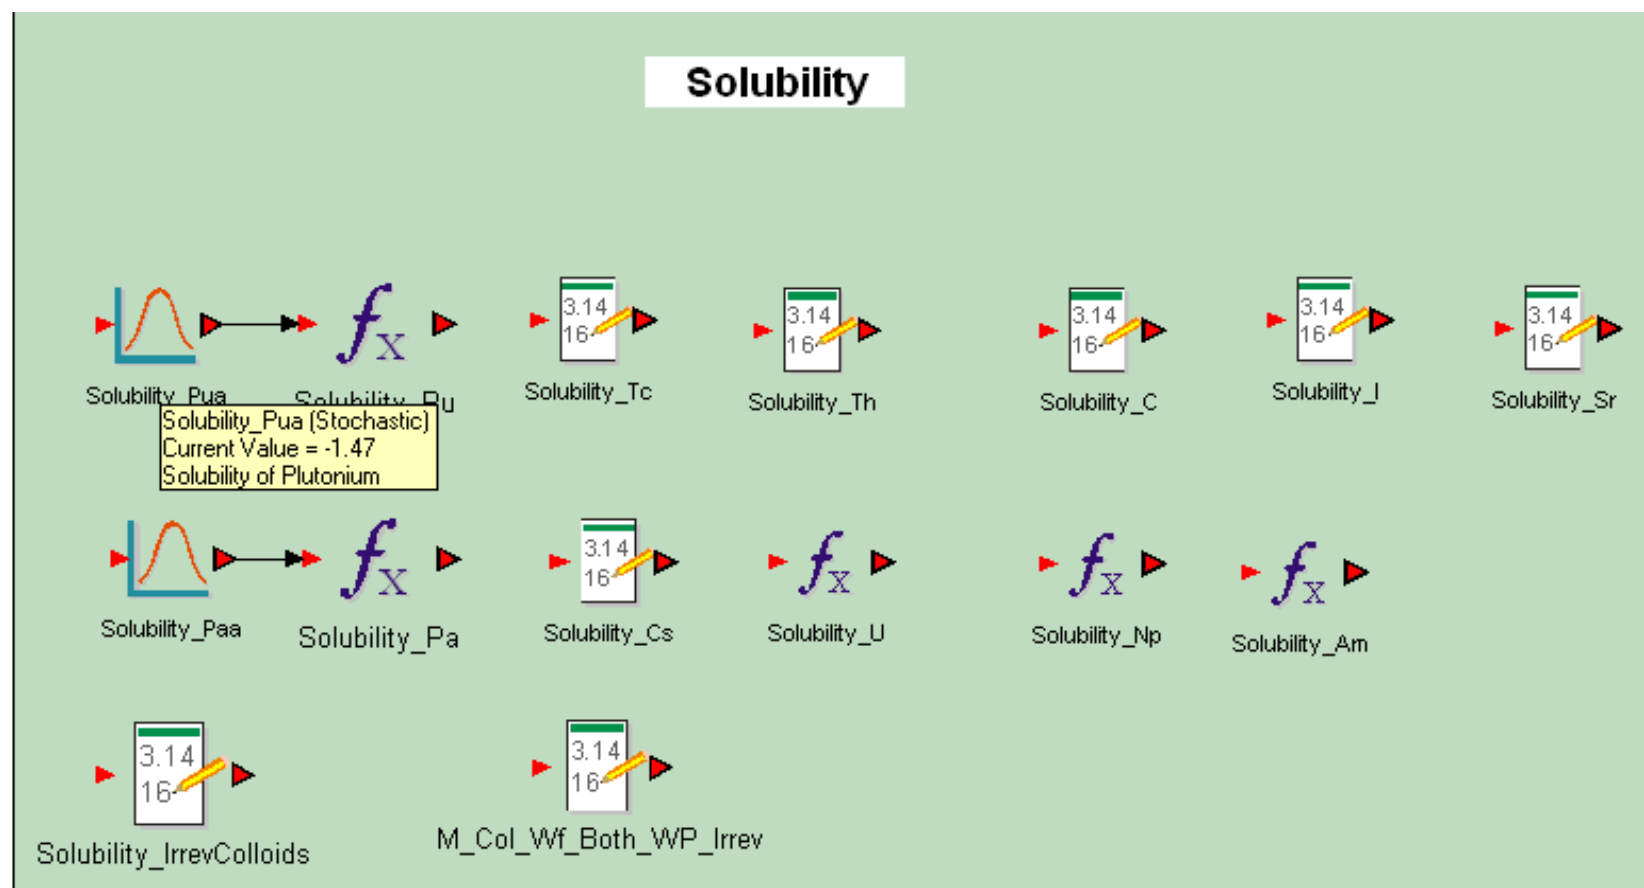 Solubility
3.14
16
3.14
16
3.14
16
3.14
16
3.14
16
Solubility_Pua
Solubility_Pu
Solubility_Tc
Solubility_Th
Solubility_C
Solubility_I
Solubility_Sr
Solubility_Pua (Stochastic)
Current Value = -1.47
Solubility of Plutonium
3.14
16
Solubility_Paa
Solubility_Pa
Solubility_Cs
Solubility_U
Solubility_Np
Solubility_Am
3.14
16
3.14
16
Solubility_IrrevColloids
M_Col_Wf_Both_WP_Irrev